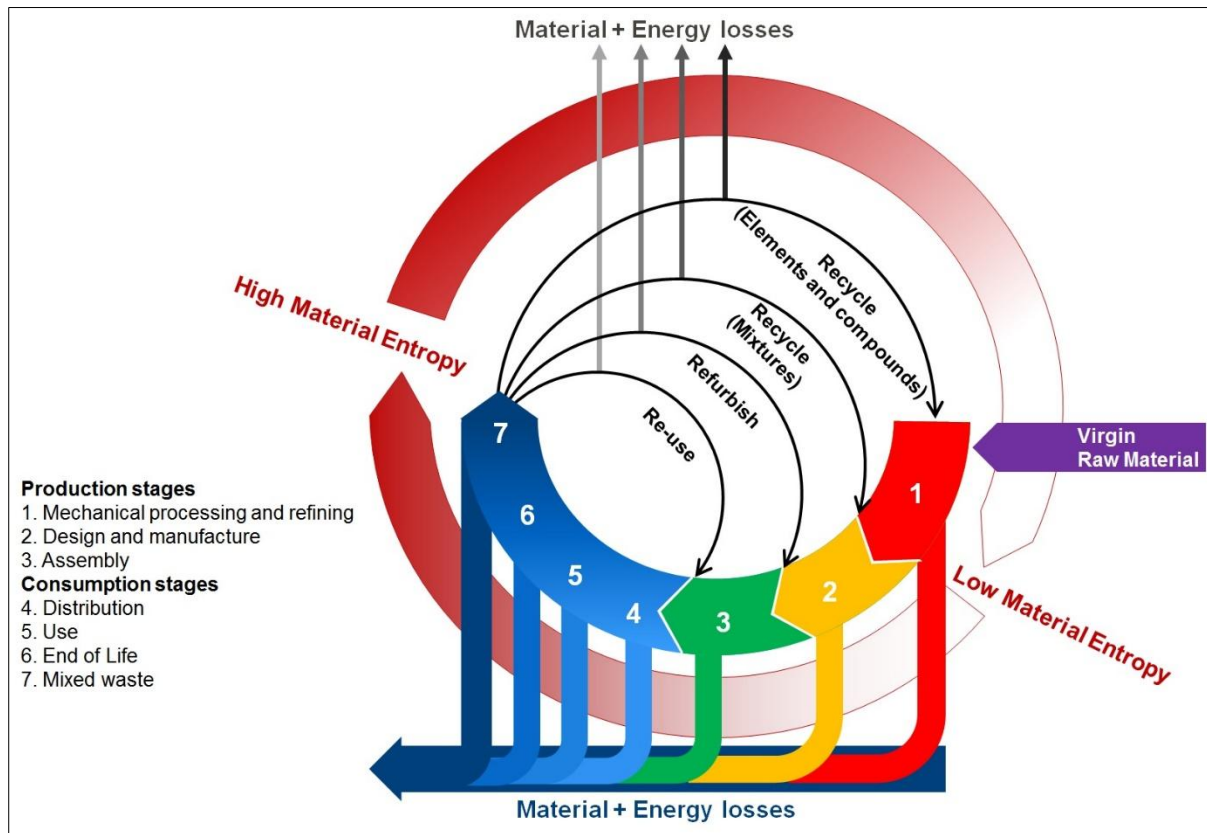 Material + Energy losses
High Material Entropy
Recycle
(Elements and compounds)
Recycle
(Mixtures)
Refurbish
Re-use
Virgin
Raw Material
7
6
5
4
3
2
1
Low Material Entropy
Production stages
1. Mechanical processing and refining
2. Design and manufacture
3. Assembly
Consumption stages
4. Distribution
5. Use
6. End of Life
7. Mixed waste
Material + Energy losses